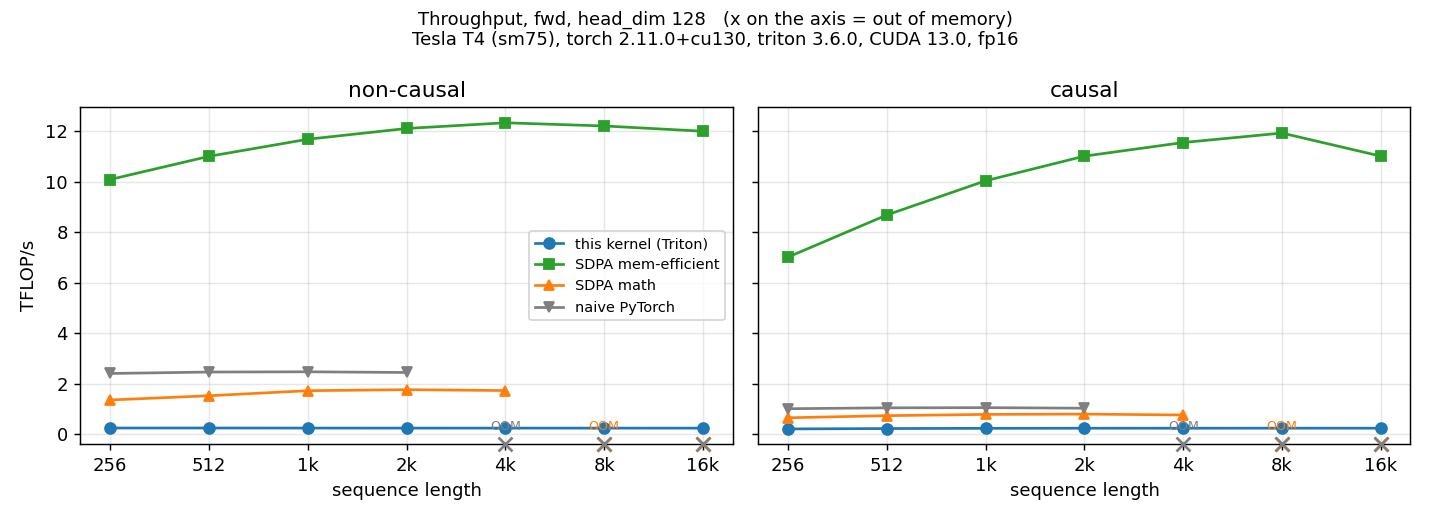 Throughput, fwd, head_dim 128   (x on the axis = out of memory)
Tesla T4 (sm75), torch 2.11.0+cu130, triton 3.6.0, CUDA 13.0, fp16
non-causal
causal
TFLOP/s
12
10
8
6
4
2
0
this kernel (Triton)
SDPA mem-efficient
SDPA math
naive PyTorch
OOM
OOM
OOM
OOM
256 512 1k 2k 4k 8k 16k
256 512 1k 2k 4k 8k 16k
sequence length
sequence length